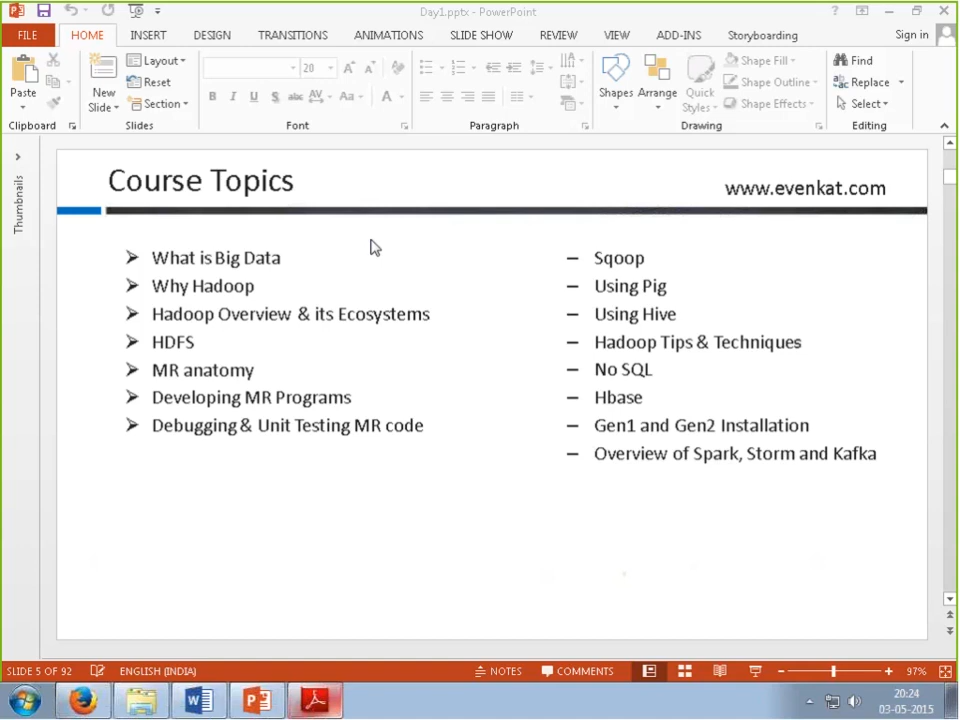 Day1.pptx - PowerPoint
?
FILE HOME INSERT DESIGN TRANSITIONS ANIMATIONS SLIDE SHOW REVIEW VIEW ADD-INS Storyboarding Sign in
Paste
Clipboard
New Slide
Layout
Reset
Section
Slides
20
B I U S abc AV Aa A
Font
Paragraph
Shapes Arrange Quick Styles
Shape Fill
Shape Outline
Shape Effects
Drawing
Find
Replace
Select
Editing
Thumbnails
Course Topics
www.evenkat.com
➢ What is Big Data
➢ Why Hadoop
➢ Hadoop Overview & its Ecosystems
➢ HDFS
➢ MR anatomy
➢ Developing MR Programs
➢ Debugging & Unit Testing MR code
– Sqoop
– Using Pig
– Using Hive
– Hadoop Tips & Techniques
– No SQL
– Hbase
– Gen1 and Gen2 Installation
– Overview of Spark, Storm and Kafka
SLIDE 5 OF 92 ENGLISH (INDIA) NOTES COMMENTS 97%
20:24
03-05-2015